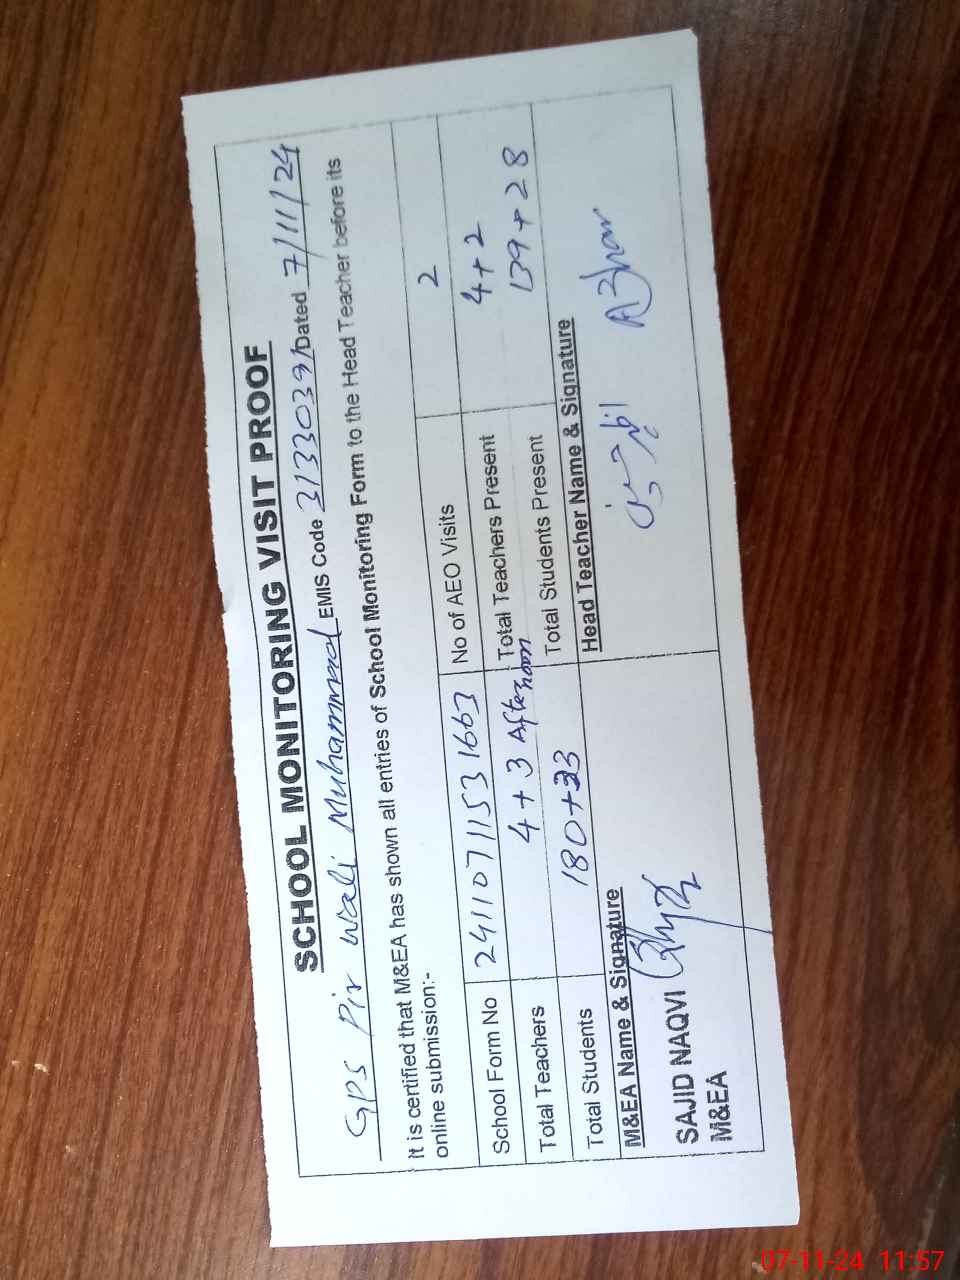 SCHOOL MONITORING VISIT PROOF
GPS Pir Wali Muhammad EMIS Code 31330391 Dated 7/11/24
It is certified that M&EA has shown all entries of School Monitoring Form to the Head Teacher before its
online submission:-
School Form No 24110711531663 No of AEO Visits 2
Total Teachers 4+3 Afternoon Total Teachers Present 4+2
Total Students 180+33 Total Students Present 139+28
M&EA Name & Signature Head Teacher Name & Signature
Azhar
SAJID NAQVI
M&EA
07-11-24 11:57